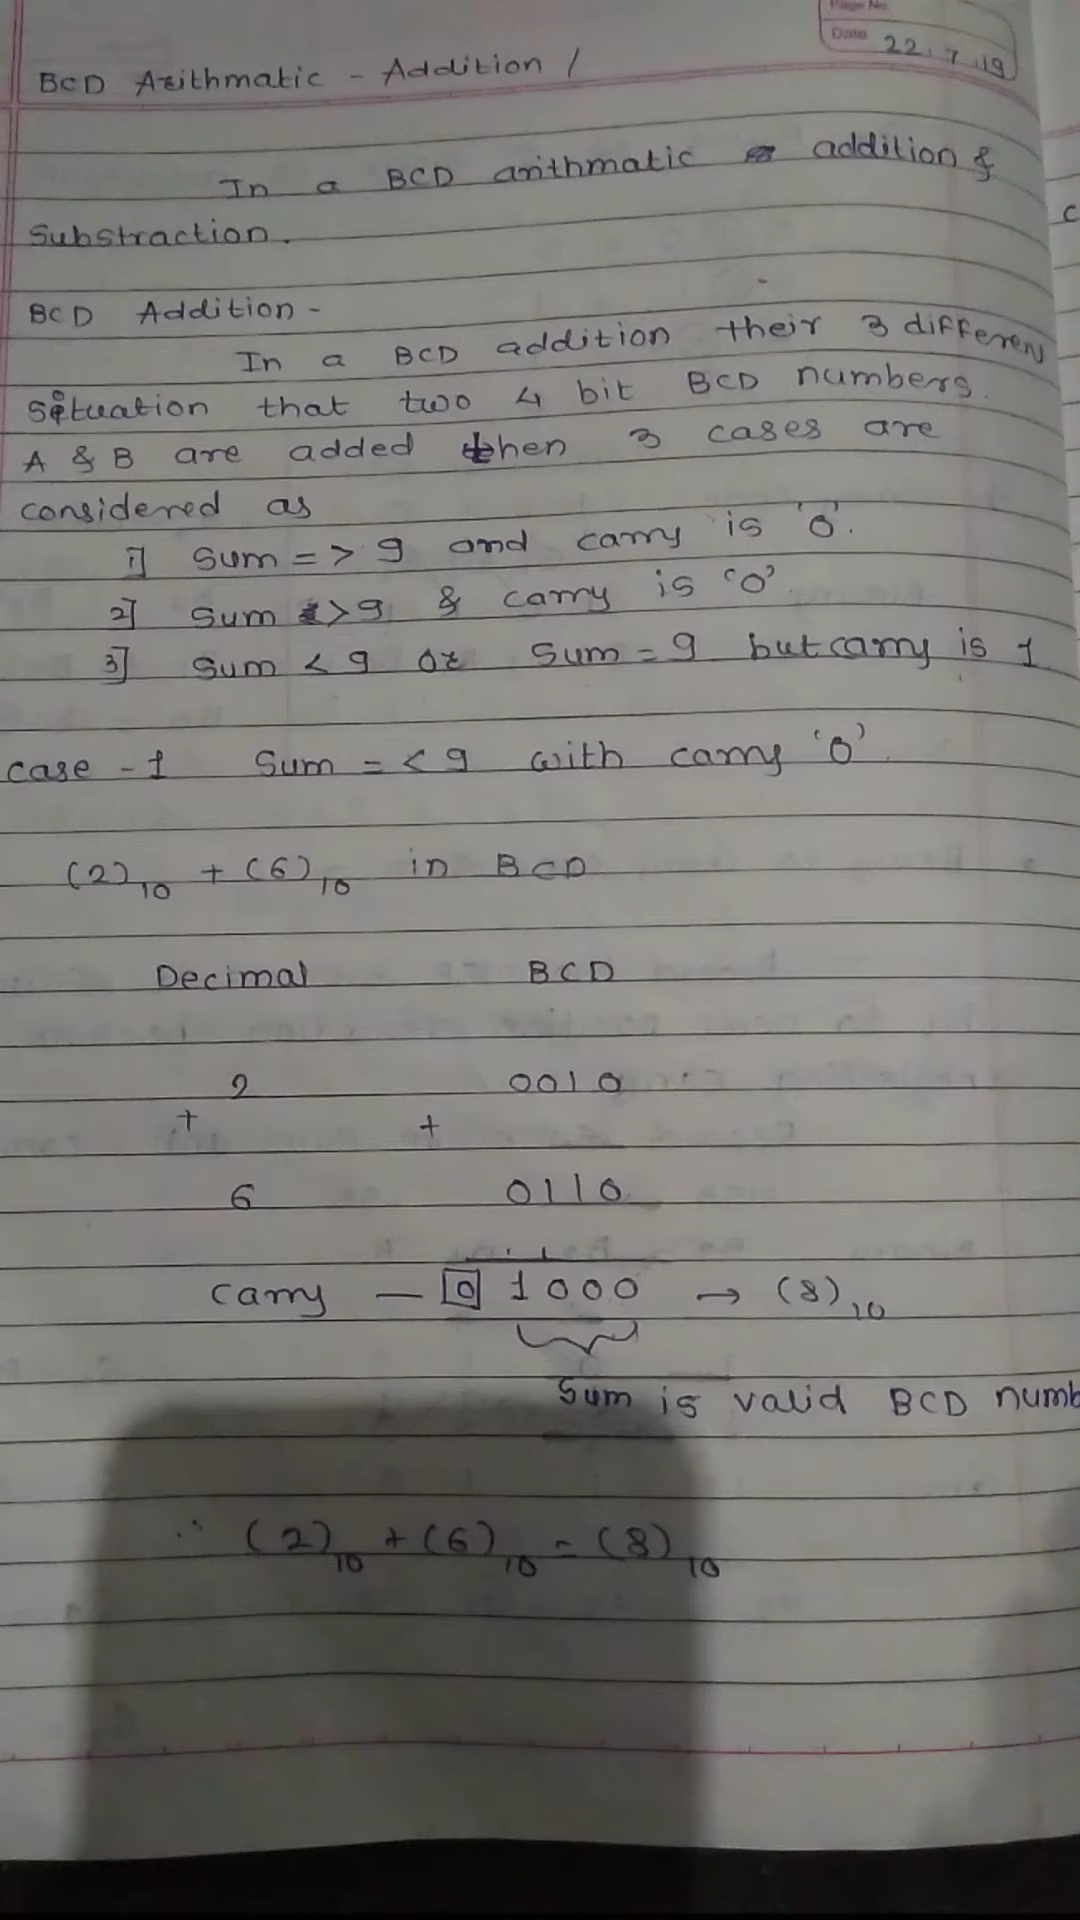 Page No
Date 22.7.19
BCD Arithmatic - Addition /
In a BCD arithmatic addition &
Substraction.
BCD Addition -
In a BCD addition their 3 differen
Situation that two 4 bit BCD numbers.
A & B are added then 3 cases are
considered as
1] Sum = > 9 and carry is '0'.
2] Sum > 9 & carry is '0'
3] Sum < 9 or Sum = 9 but carry is 1
case - 1 Sum = < 9 with carry '0'.
(2)10 + (6)10 in BCD
Decimal BCD
2 0010
+ +
6 0110
carry - 0 1000 → (8)10
Sum is valid BCD numb
∴ (2)10 + (6)10 = (8)10